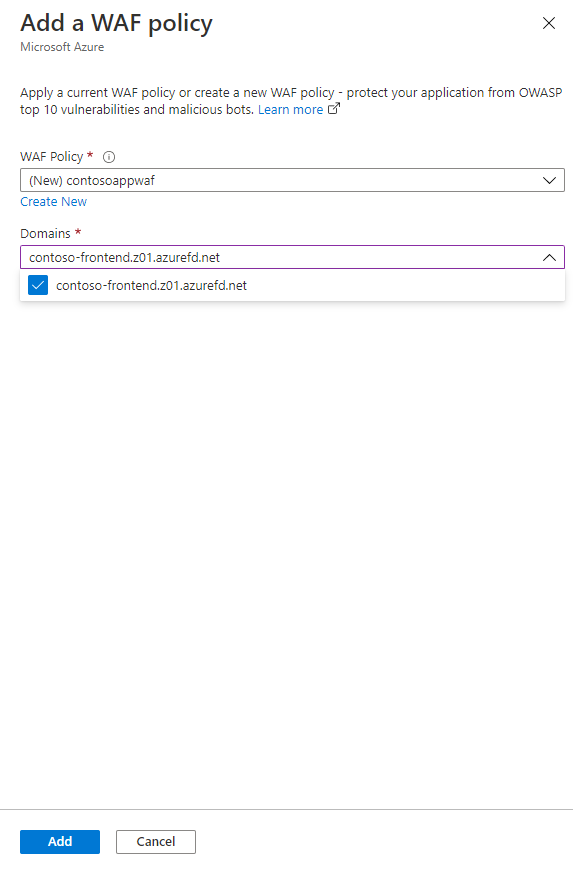 Add a WAF policy
Microsoft Azure
Apply a current WAF policy or create a new WAF policy - protect your application from OWASP
top 10 vulnerabilities and malicious bots. Learn more
WAF Policy *
(New) contosoappwaf
Create New
Domains *
contoso-frontend.z01.azurefd.net
contoso-frontend.z01.azurefd.net
Add Cancel